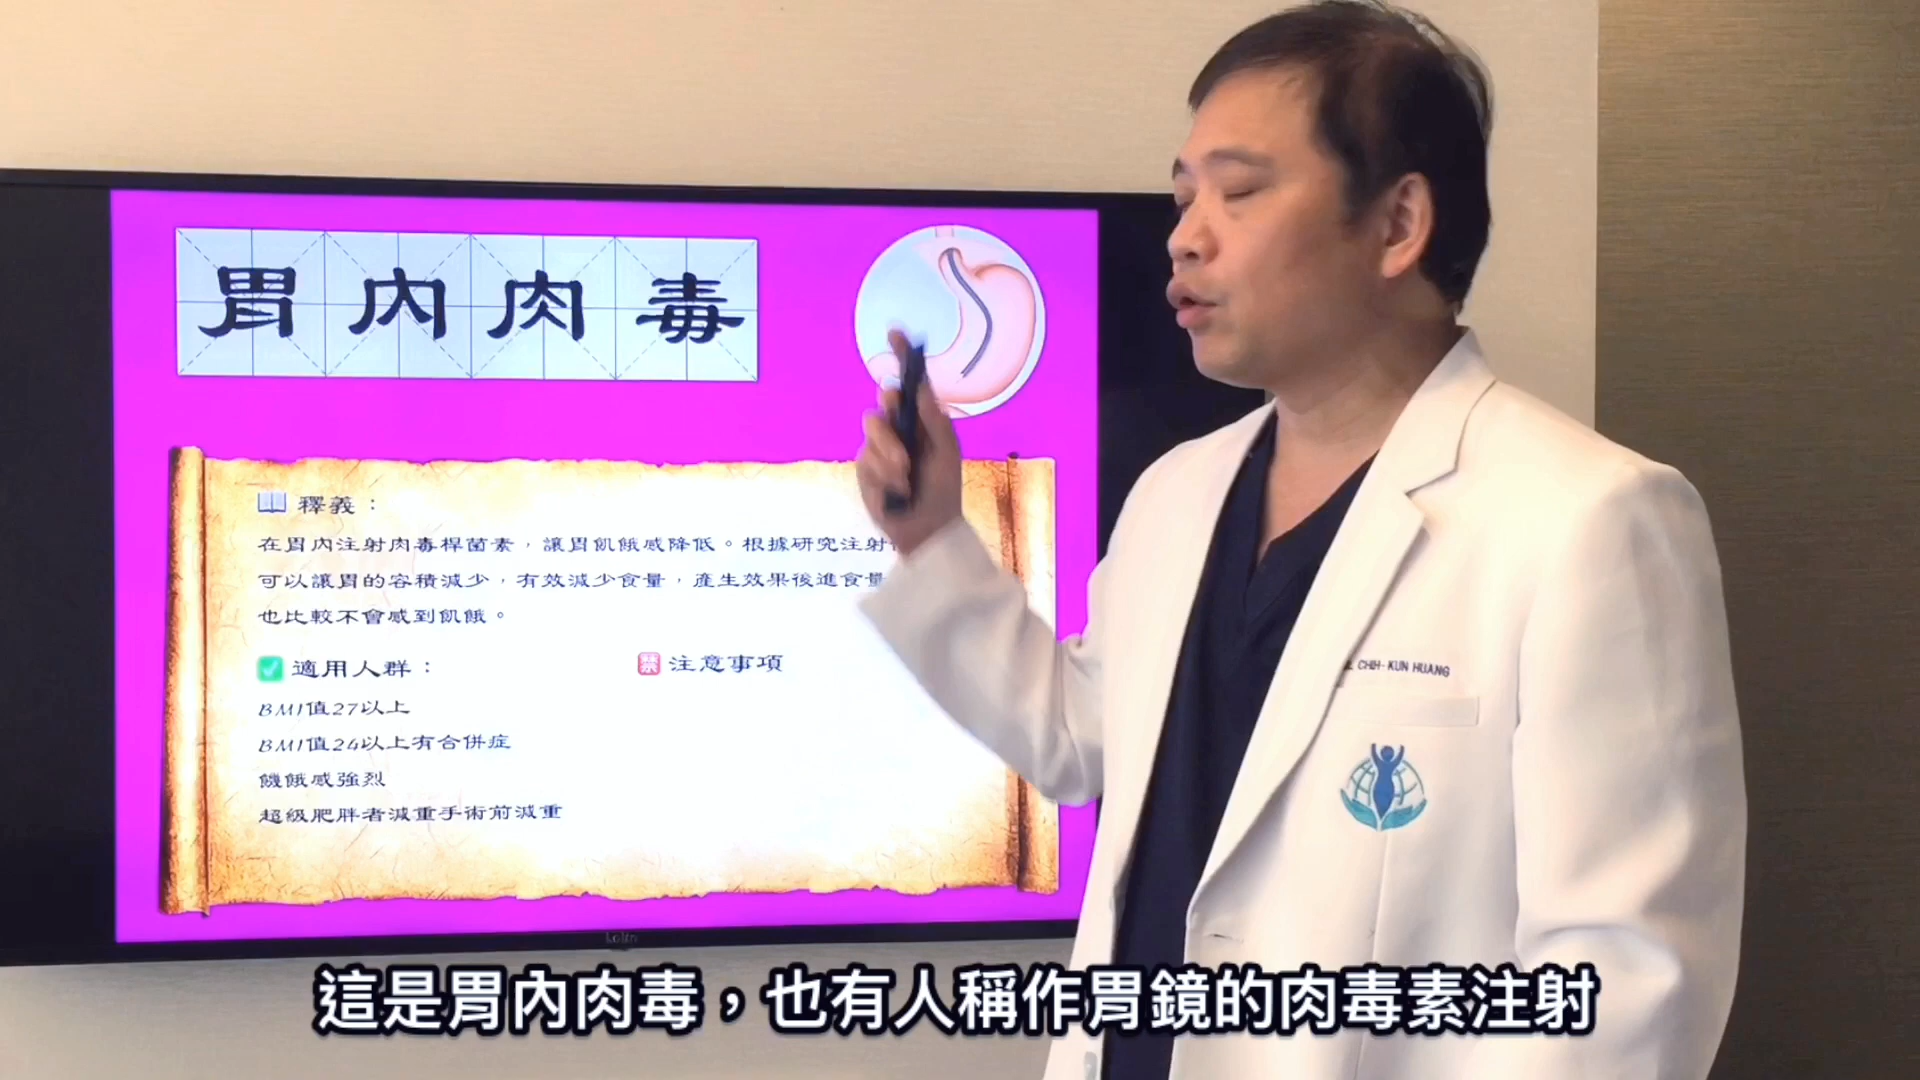 胃內肉毒
📖 釋義：
在胃內注射肉毒桿菌素，讓胃飢餓感降低。根據研究注射
可以讓胃的容積減少，有效減少食量，產生效果後進食量
也比較不會感到飢餓。
✅ 適用人群：
禁 注意事項
BMI值27以上
BMI值24以上有合併症
饑餓感強烈
超級肥胖者減重手術前減重
CHIH-KUN HUANG
kolin
這是胃內肉毒，也有人稱作胃鏡的肉毒素注射